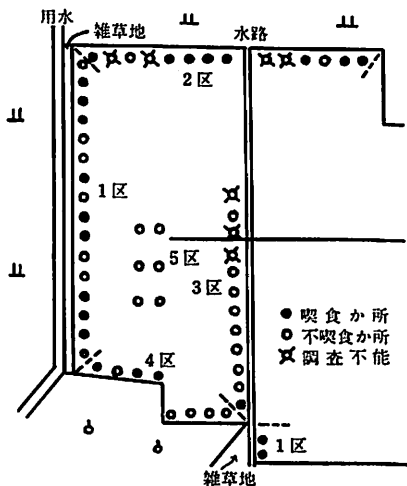 用水
雑草地
水路
2区
1区
5区
3区
● 喫食か所
○ 不喫食か所
調査不能
4区
1区
雑草地